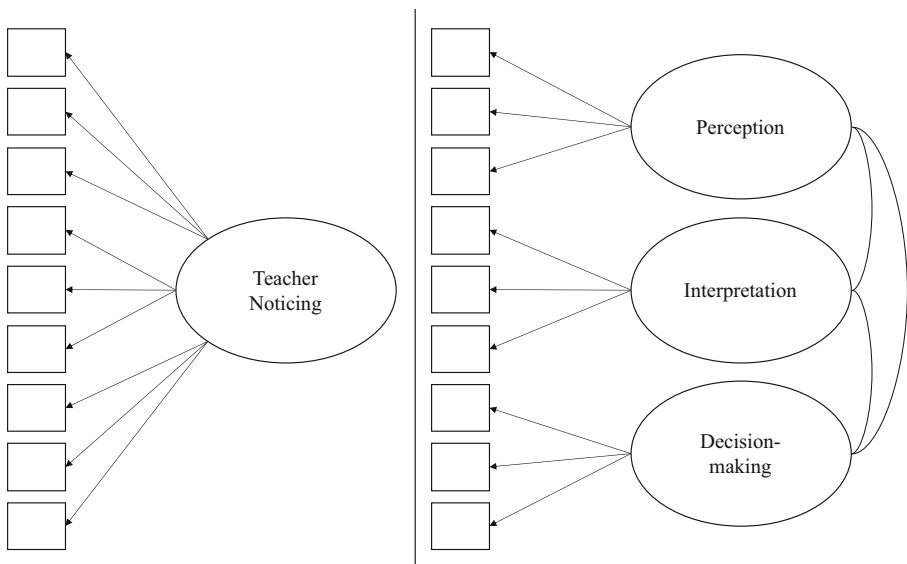 Teacher
Noticing
Perception
Interpretation
Decision-
making